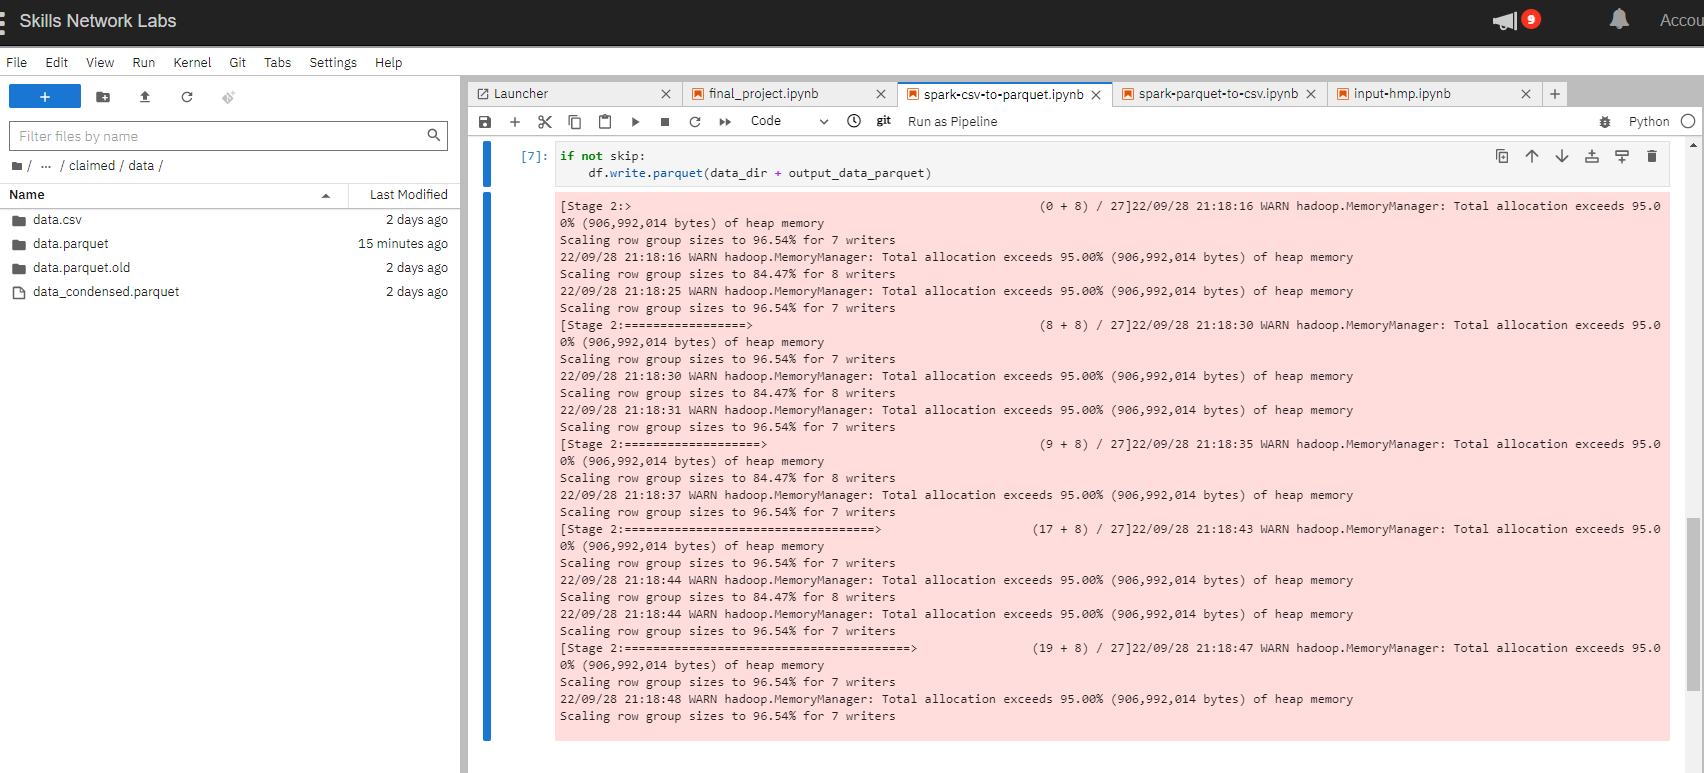 Skills Network Labs
9
Accou
File Edit View Run Kernel Git Tabs Settings Help
+
Filter files by name
/ ... / claimed / data /
Name Last Modified
data.csv 2 days ago
data.parquet 15 minutes ago
data.parquet.old 2 days ago
data_condensed.parquet 2 days ago
Launcher
final_project.ipynb
spark-csv-to-parquet.ipynb
spark-parquet-to-csv.ipynb
input-hmp.ipynb
Code git Run as Pipeline Python
[7]: if not skip:
df.write.parquet(data_dir + output_data_parquet)
[Stage 2:> (0 + 8) / 27]22/09/28 21:18:16 WARN hadoop.MemoryManager: Total allocation exceeds 95.0
0% (906,992,014 bytes) of heap memory
Scaling row group sizes to 96.54% for 7 writers
22/09/28 21:18:16 WARN hadoop.MemoryManager: Total allocation exceeds 95.00% (906,992,014 bytes) of heap memory
Scaling row group sizes to 84.47% for 8 writers
22/09/28 21:18:25 WARN hadoop.MemoryManager: Total allocation exceeds 95.00% (906,992,014 bytes) of heap memory
Scaling row group sizes to 96.54% for 7 writers
[Stage 2:=================> (8 + 8) / 27]22/09/28 21:18:30 WARN hadoop.MemoryManager: Total allocation exceeds 95.0
0% (906,992,014 bytes) of heap memory
Scaling row group sizes to 96.54% for 7 writers
22/09/28 21:18:30 WARN hadoop.MemoryManager: Total allocation exceeds 95.00% (906,992,014 bytes) of heap memory
Scaling row group sizes to 84.47% for 8 writers
22/09/28 21:18:31 WARN hadoop.MemoryManager: Total allocation exceeds 95.00% (906,992,014 bytes) of heap memory
Scaling row group sizes to 96.54% for 7 writers
[Stage 2:===================> (9 + 8) / 27]22/09/28 21:18:35 WARN hadoop.MemoryManager: Total allocation exceeds 95.0
0% (906,992,014 bytes) of heap memory
Scaling row group sizes to 84.47% for 8 writers
22/09/28 21:18:37 WARN hadoop.MemoryManager: Total allocation exceeds 95.00% (906,992,014 bytes) of heap memory
Scaling row group sizes to 96.54% for 7 writers
[Stage 2:===================================> (17 + 8) / 27]22/09/28 21:18:43 WARN hadoop.MemoryManager: Total allocation exceeds 95.0
0% (906,992,014 bytes) of heap memory
Scaling row group sizes to 96.54% for 7 writers
22/09/28 21:18:44 WARN hadoop.MemoryManager: Total allocation exceeds 95.00% (906,992,014 bytes) of heap memory
Scaling row group sizes to 84.47% for 8 writers
22/09/28 21:18:44 WARN hadoop.MemoryManager: Total allocation exceeds 95.00% (906,992,014 bytes) of heap memory
Scaling row group sizes to 96.54% for 7 writers
[Stage 2:========================================> (19 + 8) / 27]22/09/28 21:18:47 WARN hadoop.MemoryManager: Total allocation exceeds 95.0
0% (906,992,014 bytes) of heap memory
Scaling row group sizes to 96.54% for 7 writers
22/09/28 21:18:48 WARN hadoop.MemoryManager: Total allocation exceeds 95.00% (906,992,014 bytes) of heap memory
Scaling row group sizes to 96.54% for 7 writers